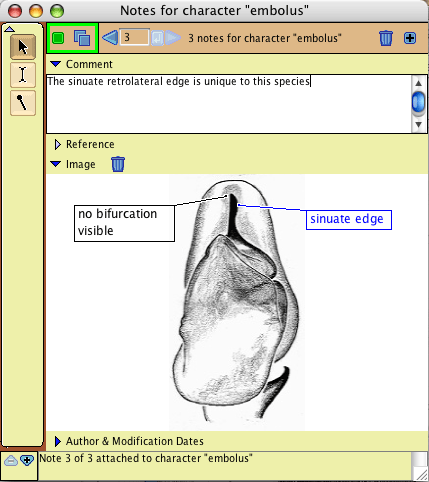 Notes for character "embolus"
3
3 notes for character "embolus"
Comment
The sinuate retrolateral edge is unique to this species
Reference
Image
no bifurcation
visible
sinuate edge
Author & Modification Dates
Note 3 of 3 attached to character "embolus"